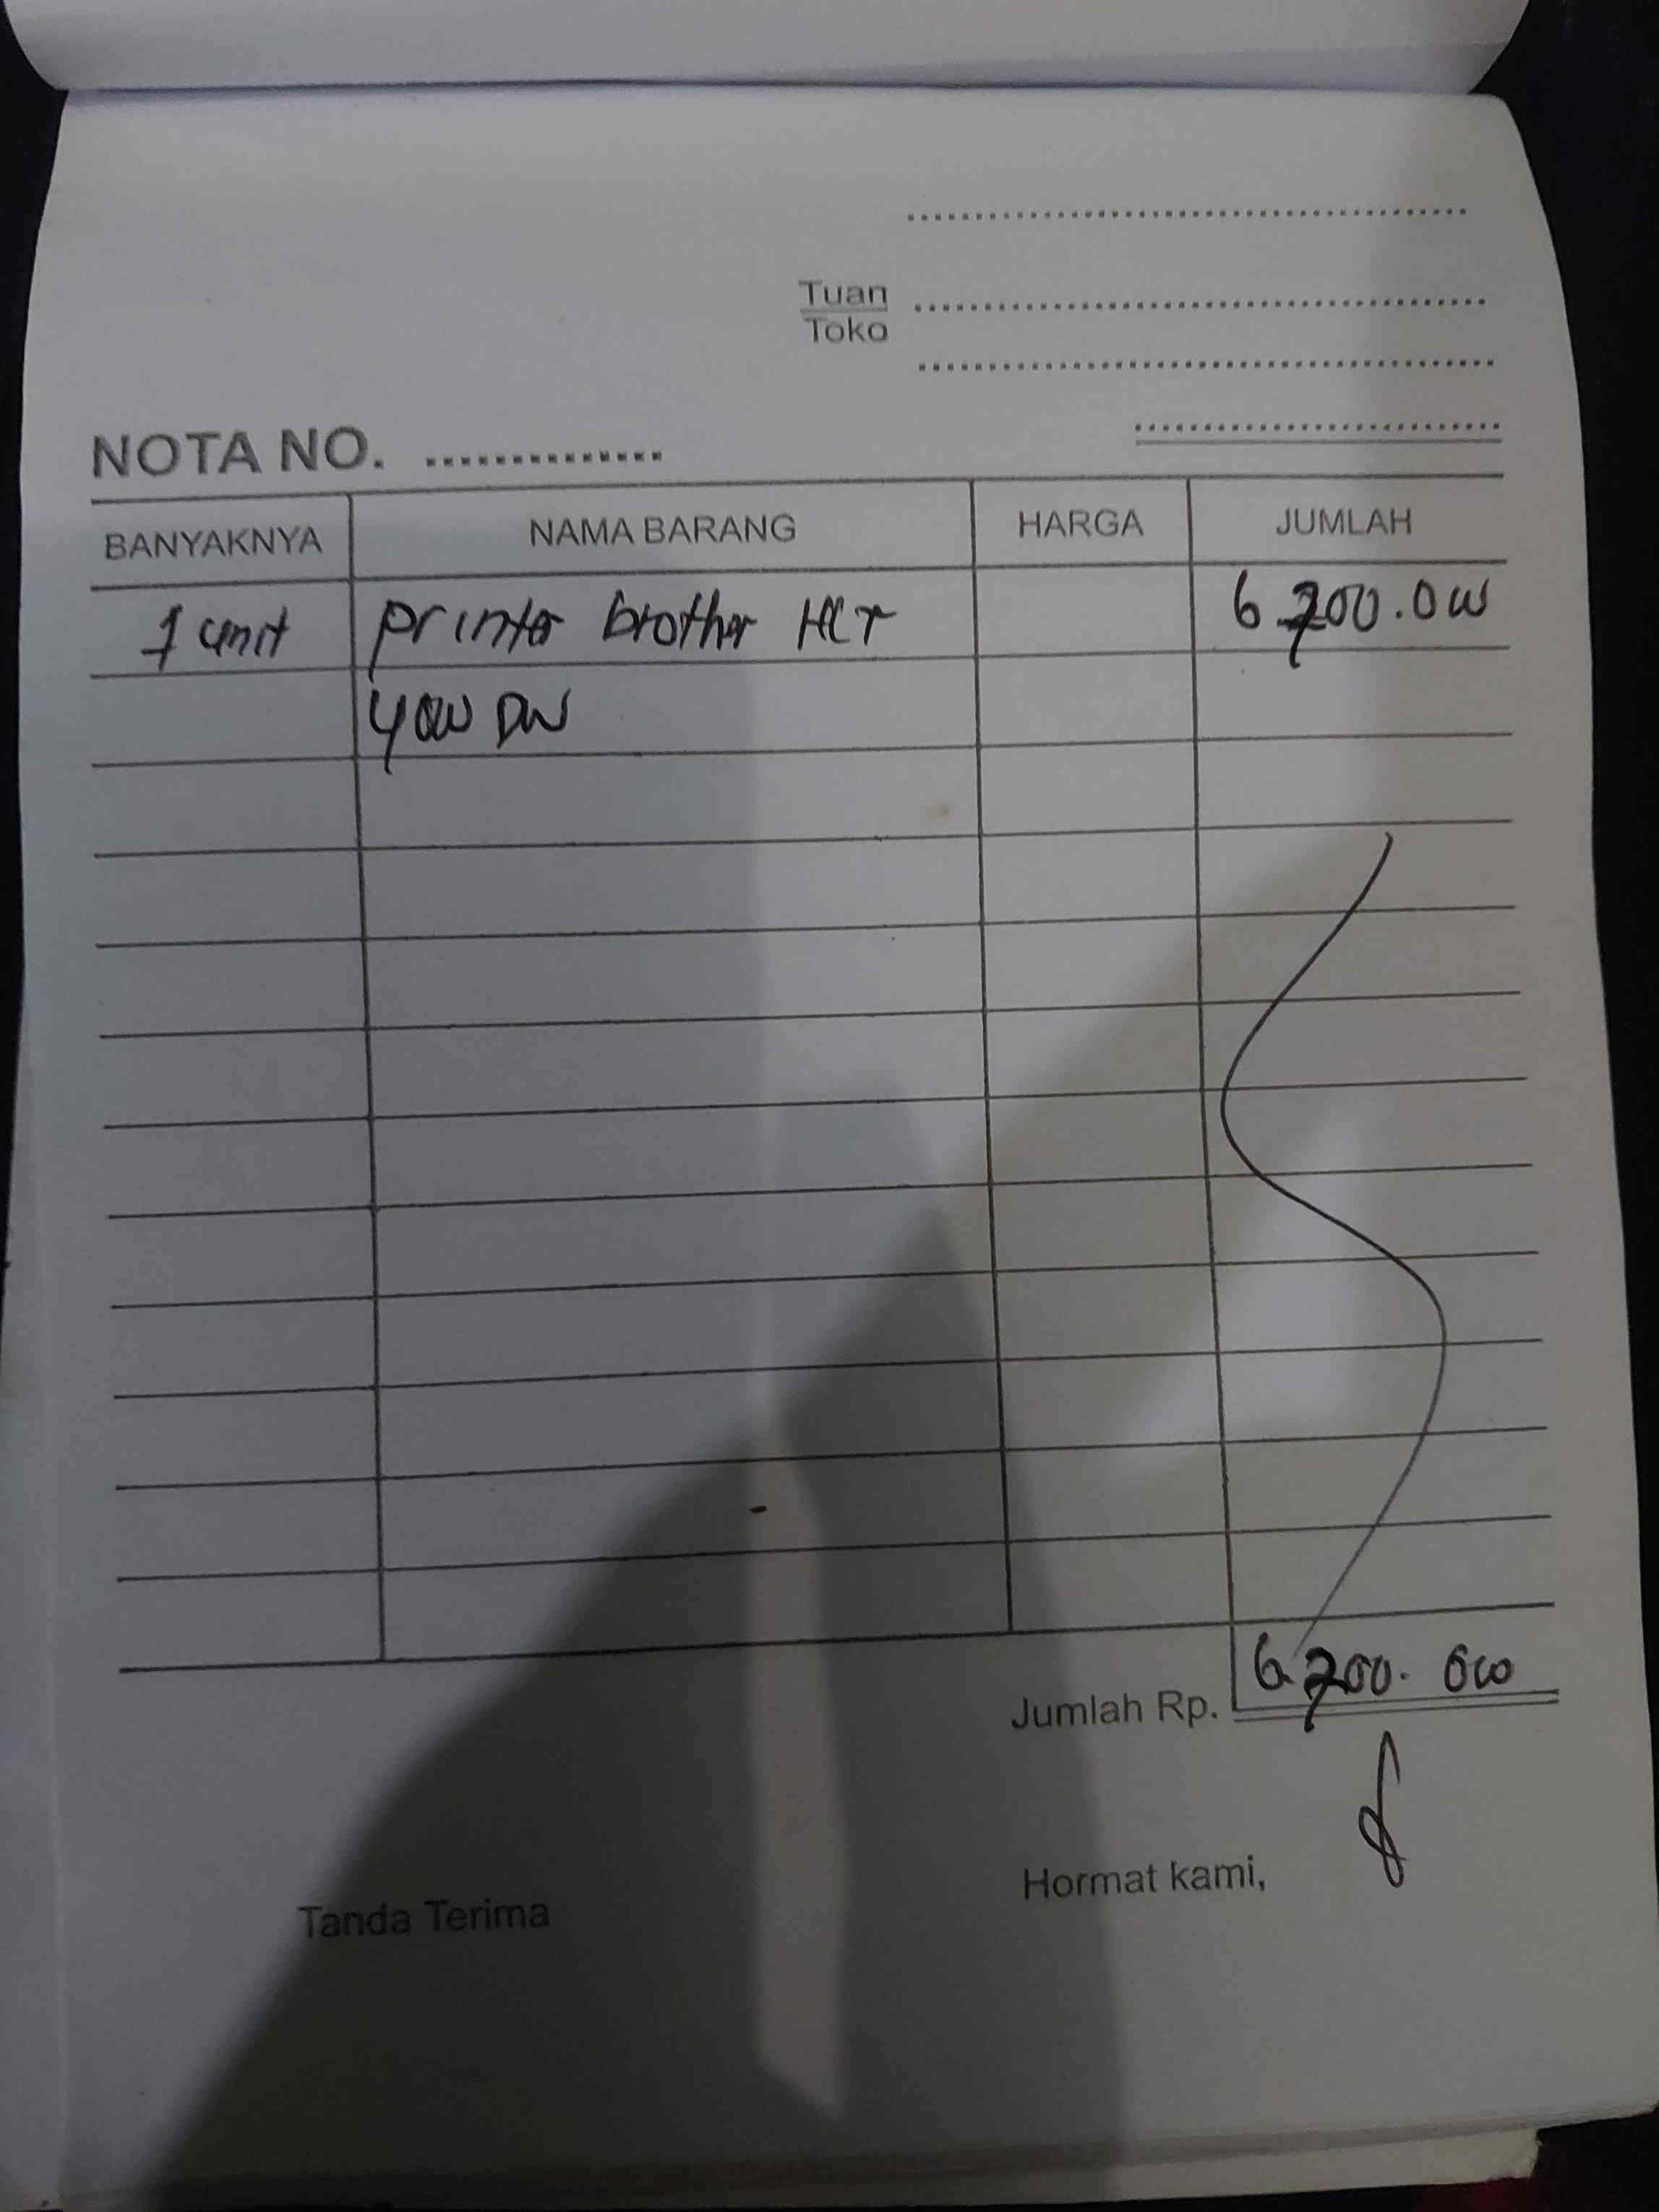 Tuan
Toko
NOTA NO.
BANYAKNYA NAMA BARANG HARGA JUMLAH
1 unit printer brother HLT 6.700.000
4000 DW
Jumlah Rp. 6.700.000
Tanda Terima Hormat kami,